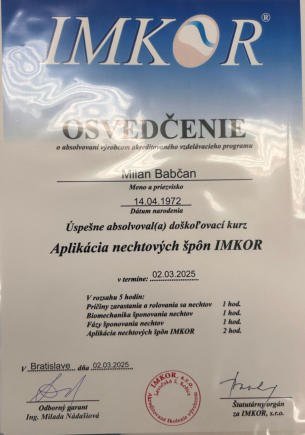 IMKOR®
OSVEDČENIE
o absolvovaní výrobcom akreditovaného vzdelávacieho programu
Milan Babčan
Meno a priezvisko
14.04.1972
Dátum narodenia
Úspešne absolvoval(a) doškoľovací kurz
Aplikácia nechtových špôn IMKOR
v termíne: 02.03.2025
V rozsahu 5 hodín:
Príčiny zarastania a rolovania sa nechtov 1 hod.
Biomechanika šponovania nechtov 1 hod.
Fázy šponovania nechtov 1 hod.
Aplikácia nechtových špôn IMKOR 2 hod.
V Bratislave dňa 02.03.2025
IMKOR, s.r.o.
Odborný garant
Ing. Milada Nádašiová
Štatutárny orgán
za IMKOR, s.r.o.